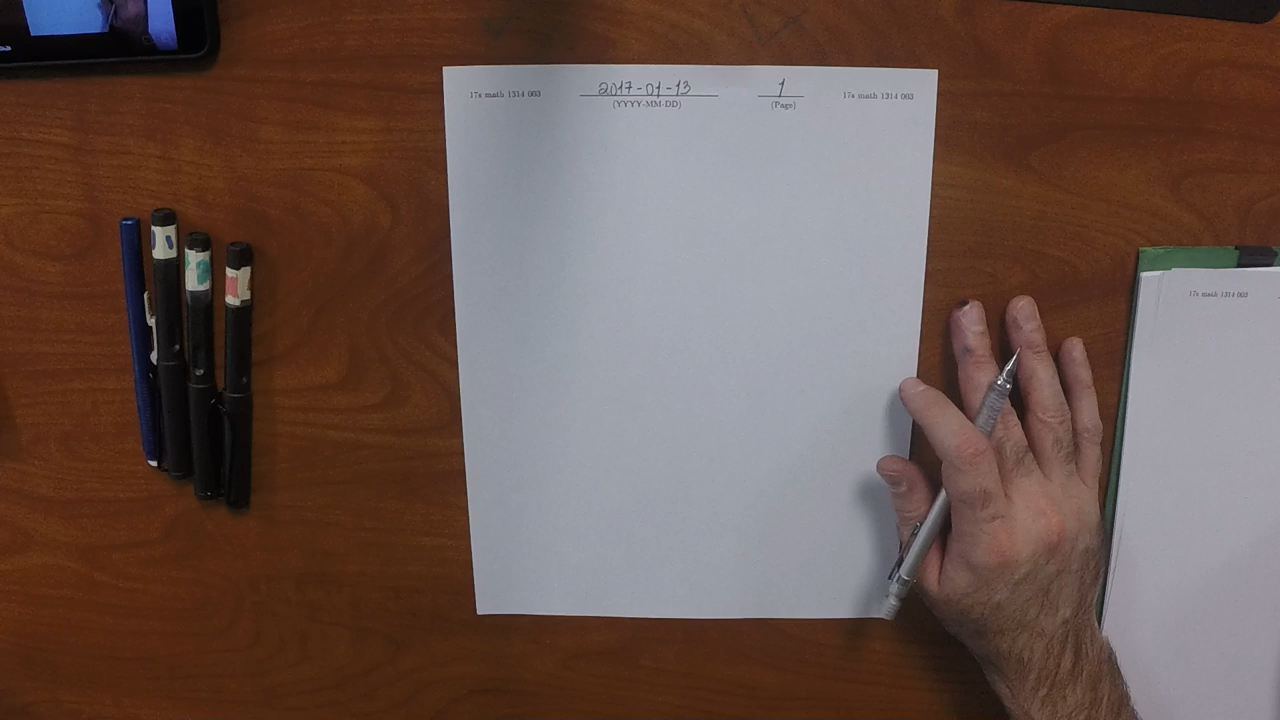 17s math 1314 003 2017-01-13 1 17s math 1314 003
(YYYY-MM-DD) (Page)
17s math 1314 003